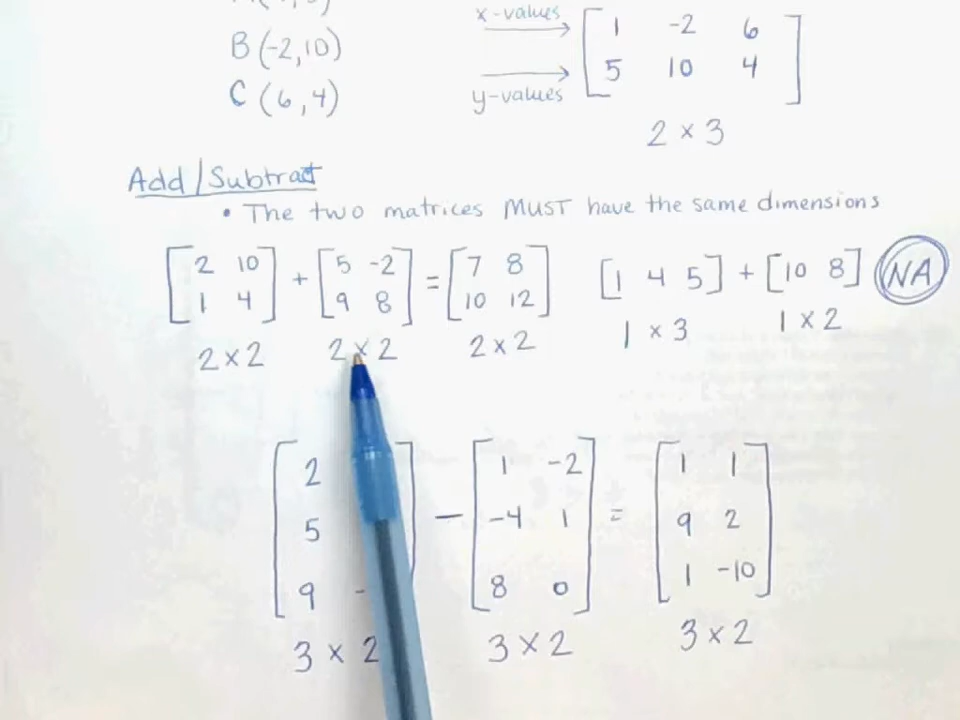 x-values
B (-2,10)
C (6,4)
y-values
[1 -2 6
5 10 4]
2 × 3
Add/Subtract
• The two matrices MUST have the same dimensions
[2 10 + [5 -2 = [7 8 [1 4 5] + [10 8] NA
1 4] 9 8] 10 12]
2 × 2 2 × 2 2 × 2 1 × 3 1 × 2
[2 ] - [1 -2 = [1 1
5 -4 1 9 2
9 - 8 0] 1 -10]
3 × 2 3 × 2 3 × 2